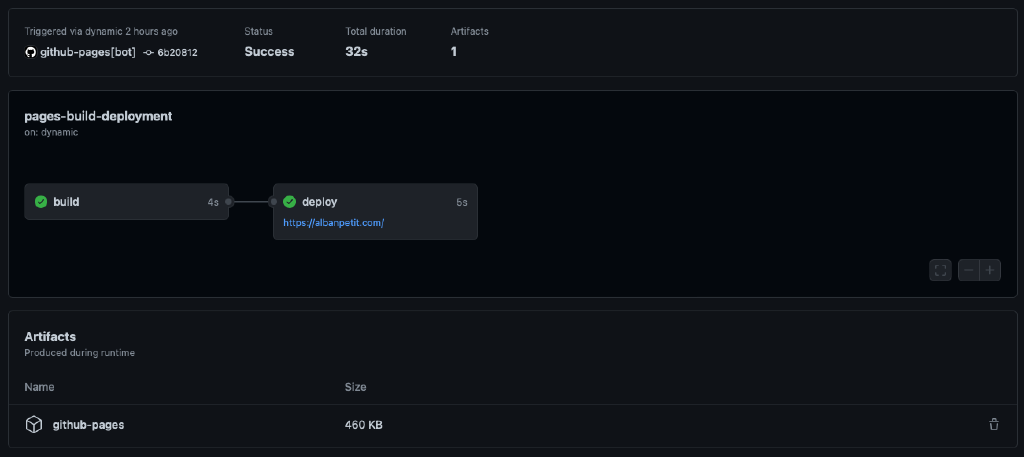 Triggered via dynamic 2 hours ago
Status
Total duration
Artifacts
github-pages[bot] 6b20812
Success
32s
1
pages-build-deployment
on: dynamic
build 4s
deploy 5s
https://albanpetit.com/
Artifacts
Produced during runtime
Name Size
github-pages 460 KB